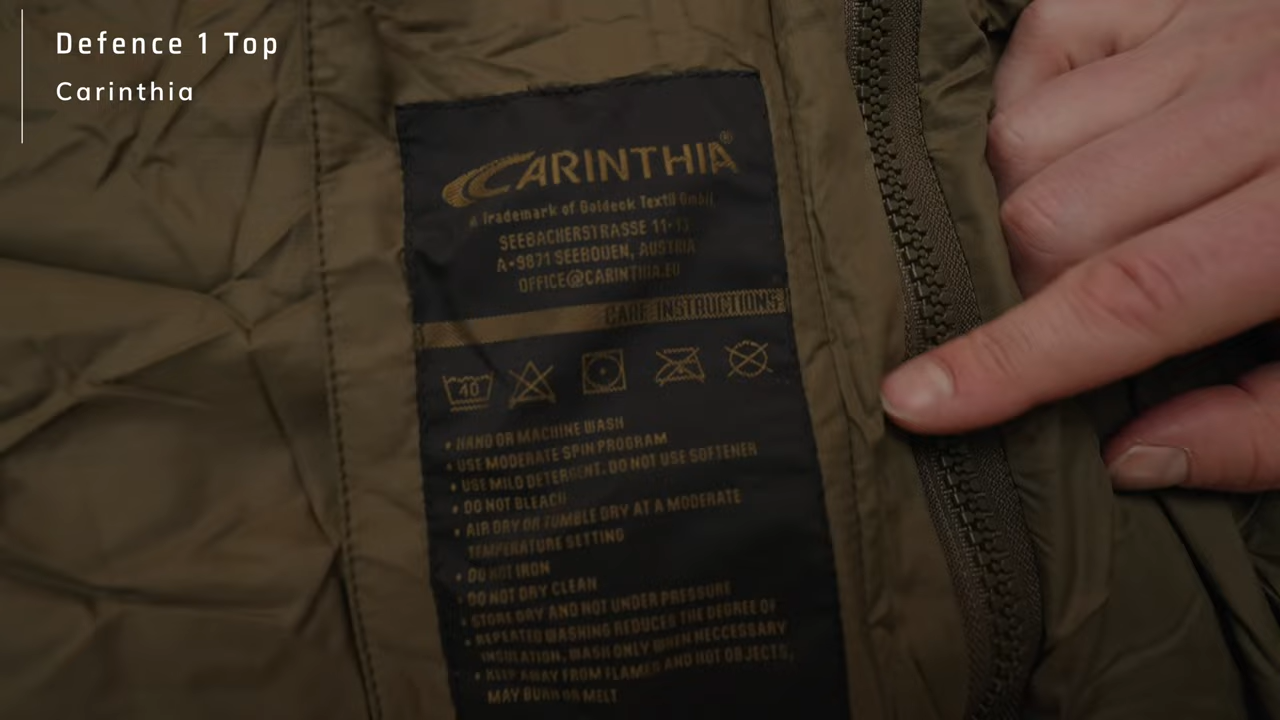 Defence 1 Top
Carinthia
CARINTHIA®
A Trademark of Goldeck Textil GmbH
SEEBACHERSTRASSE 11-13
A-9871 SEEBODEN, AUSTRIA
OFFICE@CARINTHIA.EU
CARE INSTRUCTIONS
40
• HAND OR MACHINE WASH
• USE MODERATE SPIN PROGRAM
• USE MILD DETERGENT. DO NOT USE SOFTENER
• DO NOT BLEACH
• AIR DRY OR TUMBLE DRY AT A MODERATE
TEMPERATURE SETTING
• DO NOT IRON
• DO NOT DRY CLEAN
• STORE DRY AND NOT UNDER PRESSURE
• REPEATED WASHING REDUCES THE DEGREE OF
INSULATION, WASH ONLY WHEN NECCESSARY
• KEEP AWAY FROM FLAMES AND HOT OBJECTS,
MAY BURN OR MELT